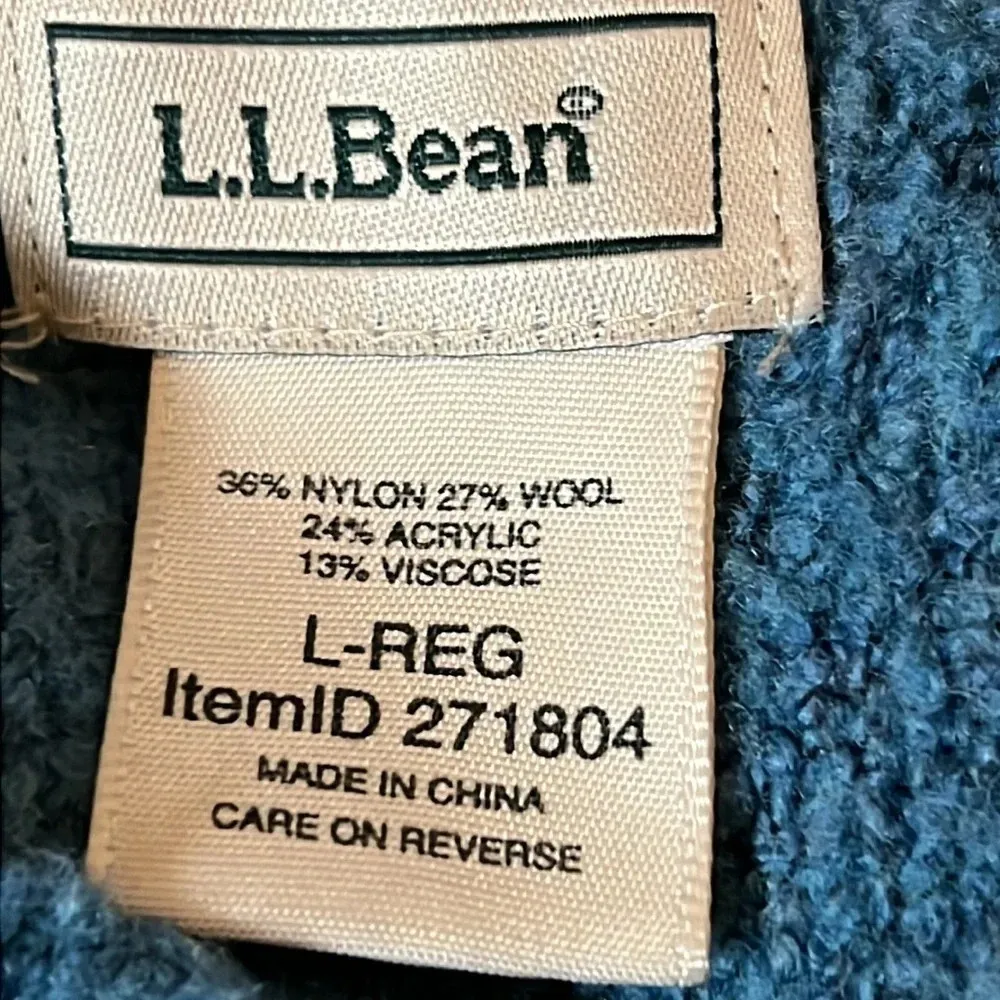 L.L.Bean®
36% NYLON 27% WOOL
24% ACRYLIC
13% VISCOSE
L-REG
ItemID 271804
MADE IN CHINA
CARE ON REVERSE